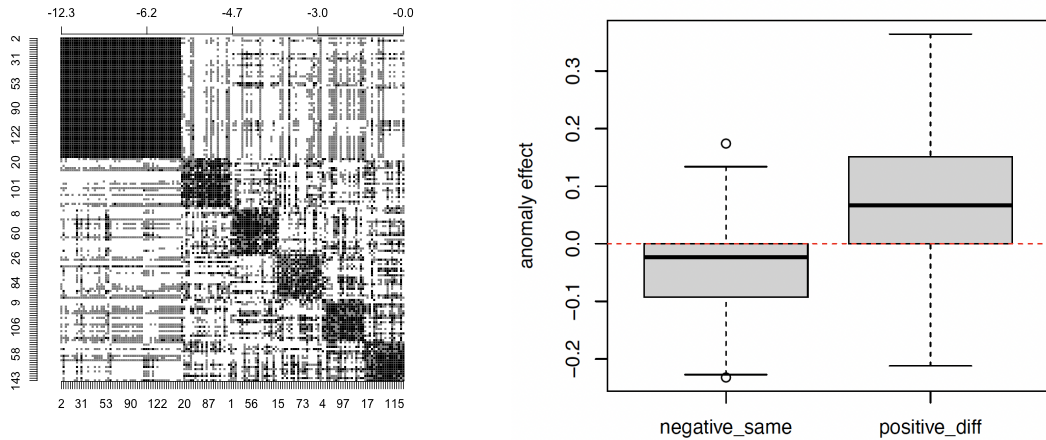 -12.3 -6.2 -4.7 -3.0 -0.0
2 31 53 90 122 20 101 8 60 26 84 9 106 58 143
2 31 53 90 122 20 87 1 56 15 73 4 97 17 115
anomaly effect
0.3
0.2
0.1
0.0
−0.1
−0.2
negative_same positive_diff